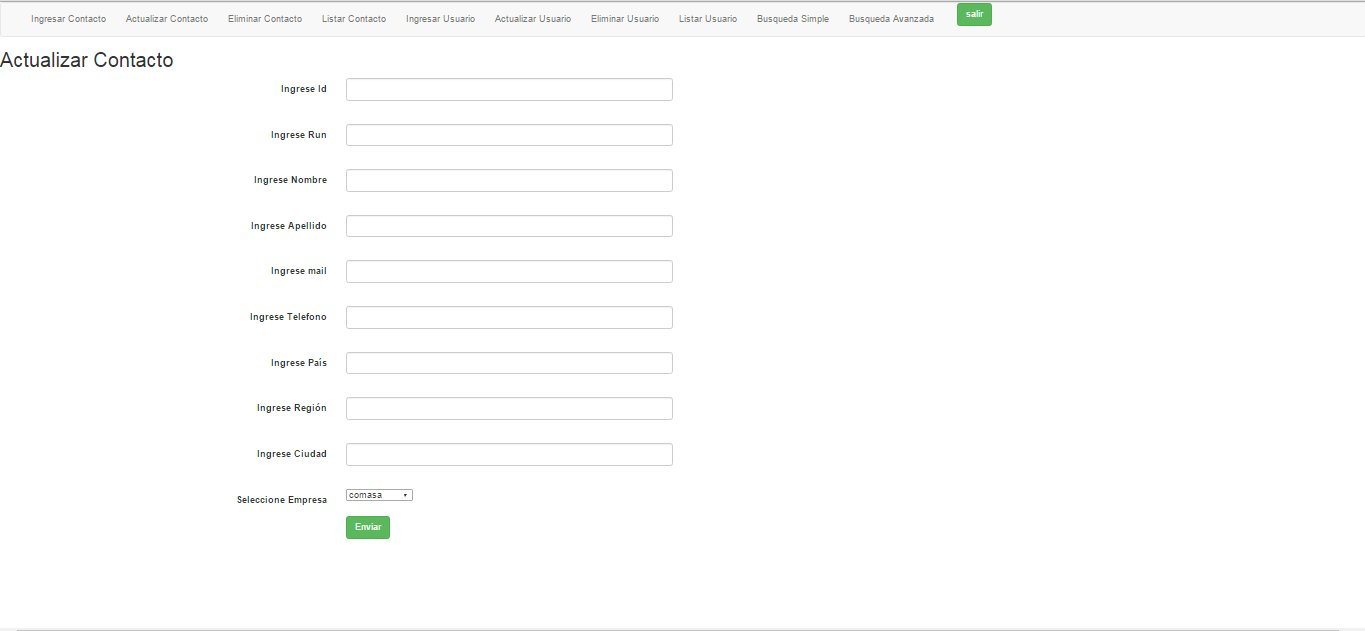 Ingresar Contacto Actualizar Contacto Eliminar Contacto Listar Contacto Ingresar Usuario Actualizar Usuario Eliminar Usuario Listar Usuario Busqueda Simple Busqueda Avanzada salir
Actualizar Contacto
Ingrese Id
Ingrese Run
Ingrese Nombre
Ingrese Apellido
Ingrese mail
Ingrese Telefono
Ingrese País
Ingrese Región
Ingrese Ciudad
Seleccione Empresa comasa
Enviar